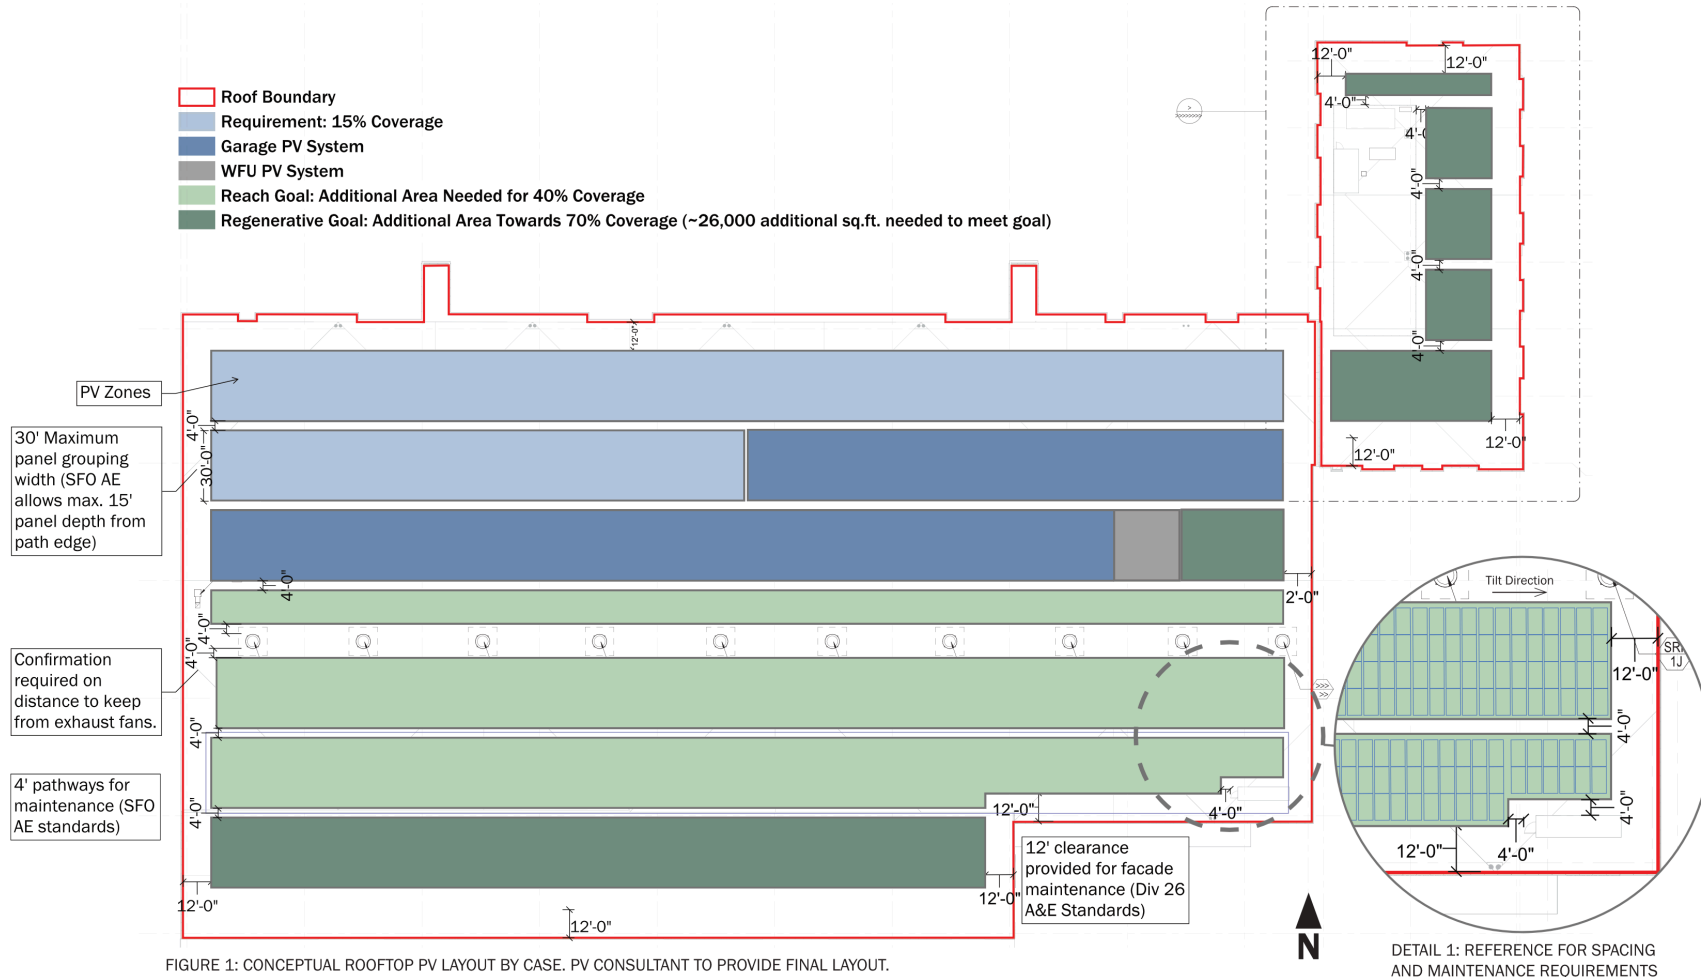 Roof Boundary
Requirement: 15% Coverage
Garage PV System
WFU PV System
Reach Goal: Additional Area Needed for 40% Coverage
Regenerative Goal: Additional Area Towards 70% Coverage (~26,000 additional sq.ft. needed to meet goal)
12'-0"
12'-0"
4'-0"
4'-0
4'-0"
4'-0"
4'-0"
12'-0"
12'-0"
12'-0"
PV Zones
4'-0"
30'-0"
30' Maximum
panel grouping
width (SFO AE
allows max. 15'
panel depth from
path edge)
4'-0"
2'-0"
4'-0"
4'-0"
Confirmation
required on
distance to keep
from exhaust fans.
>>>
>>
4'-0"
4' pathways for
maintenance (SFO
AE standards)
4'-0"
12'-0"
4'-0"
12'-0"
12'-0"
12'-0"
12' clearance
provided for facade
maintenance (Div 26
A&E Standards)
N
Tilt Direction
SR
1J
12'-0"
4'-0"
4'-0"
12'-0"
4'-0"
FIGURE 1: CONCEPTUAL ROOFTOP PV LAYOUT BY CASE. PV CONSULTANT TO PROVIDE FINAL LAYOUT.
DETAIL 1: REFERENCE FOR SPACING
AND MAINTENANCE REQUIREMENTS